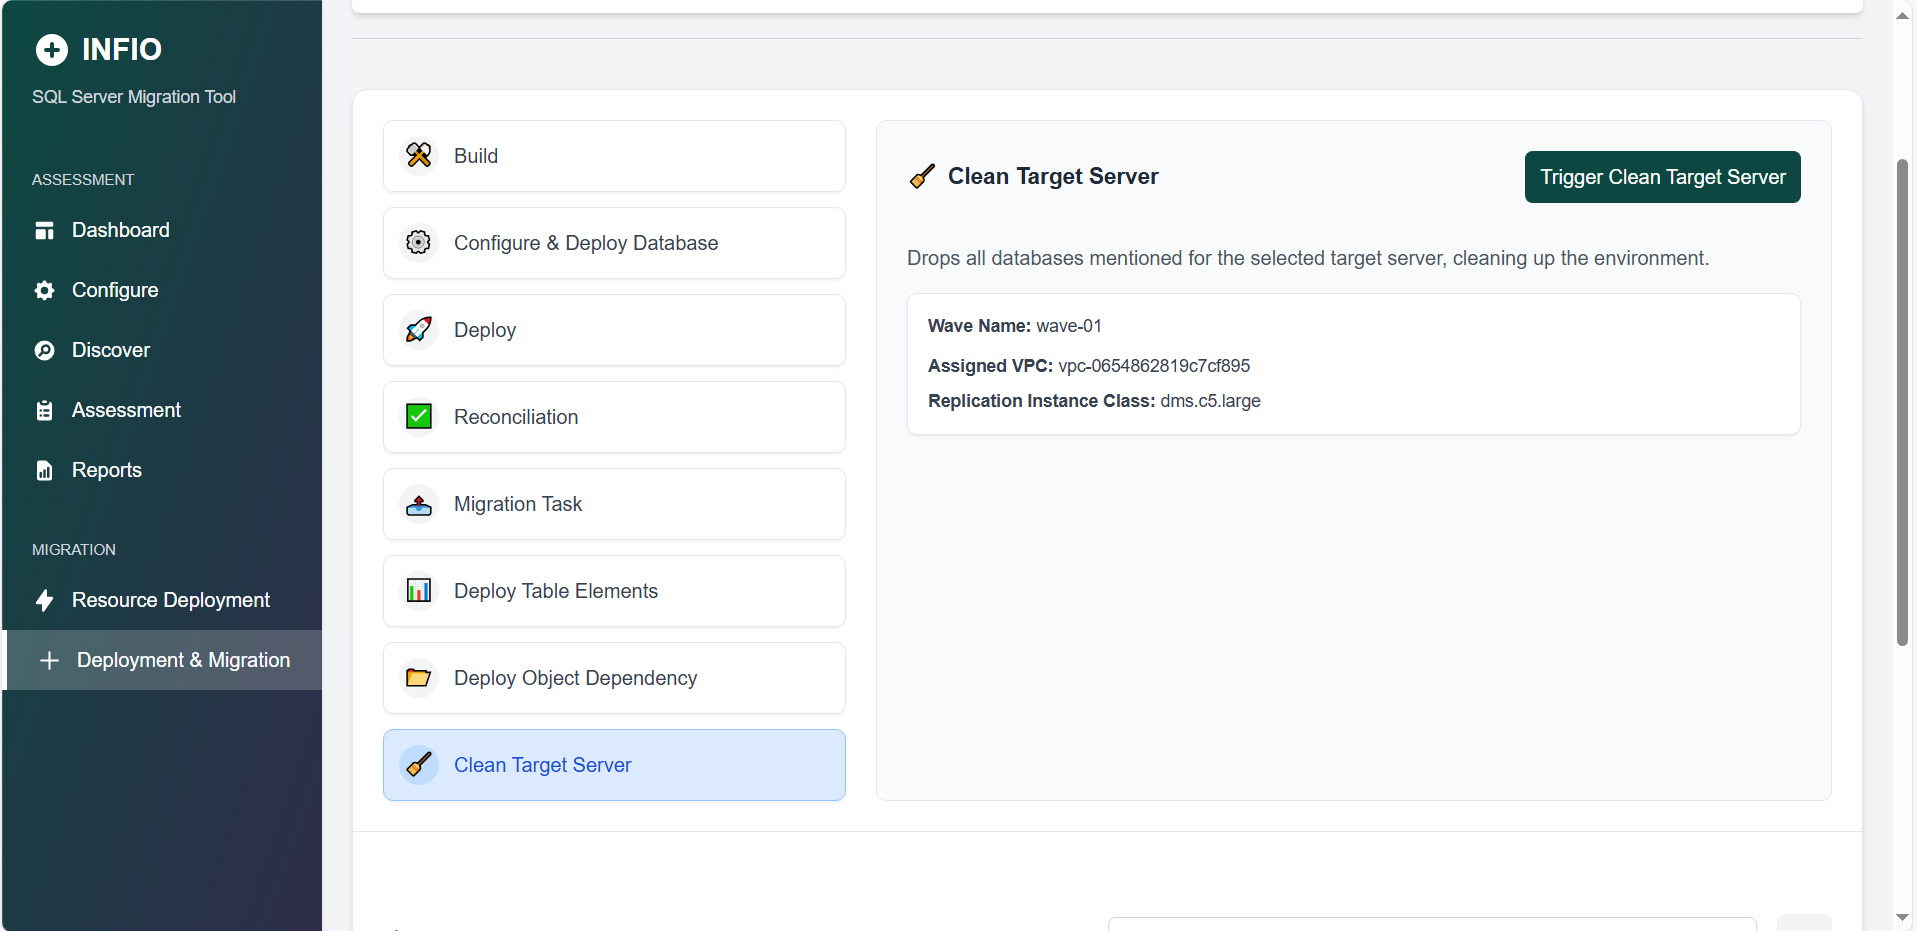 INFIO
SQL Server Migration Tool
ASSESSMENT
Dashboard
Configure
Discover
Assessment
Reports
MIGRATION
Resource Deployment
Deployment & Migration
Build
Configure & Deploy Database
Deploy
Reconciliation
Migration Task
Deploy Table Elements
Deploy Object Dependency
Clean Target Server
Clean Target Server
Trigger Clean Target Server
Drops all databases mentioned for the selected target server, cleaning up the environment.
Wave Name: wave-01
Assigned VPC: vpc-0654862819c7cf895
Replication Instance Class: dms.c5.large